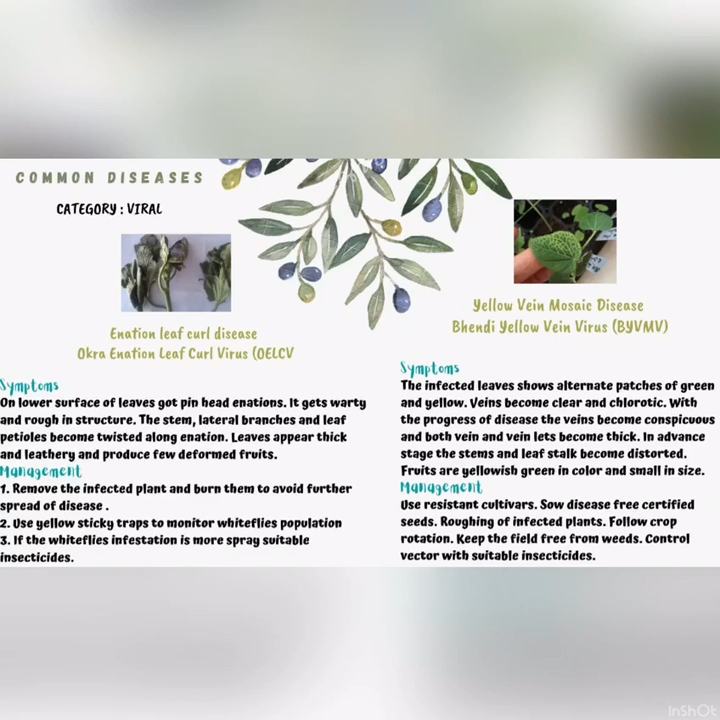 COMMON DISEASES
CATEGORY : VIRAL
Enation leaf curl disease
Okra Enation Leaf Curl Virus (OELCV
Symptoms
On lower surface of leaves got pin head enations. It gets warty
and rough in structure. The stem, lateral branches and leaf
petioles become twisted along enation. Leaves appear thick
and leathery and produce few deformed fruits.
Management
1. Remove the infected plant and burn them to avoid further
spread of disease .
2. Use yellow sticky traps to monitor whiteflies population
3. If the whiteflies infestation is more spray suitable
insecticides.
Yellow Vein Mosaic Disease
Bhendi Yellow Vein Virus (BYVMV)
Symptoms
The infected leaves shows alternate patches of green
and yellow. Veins become clear and chlorotic. With
the progress of disease the veins become conspicuous
and both vein and vein lets become thick. In advance
stage the stems and leaf stalk become distorted.
Fruits are yellowish green in color and small in size.
Management
Use resistant cultivars. Sow disease free certified
seeds. Roughing of infected plants. Follow crop
rotation. Keep the field free from weeds. Control
vector with suitable insecticides.
InShOt